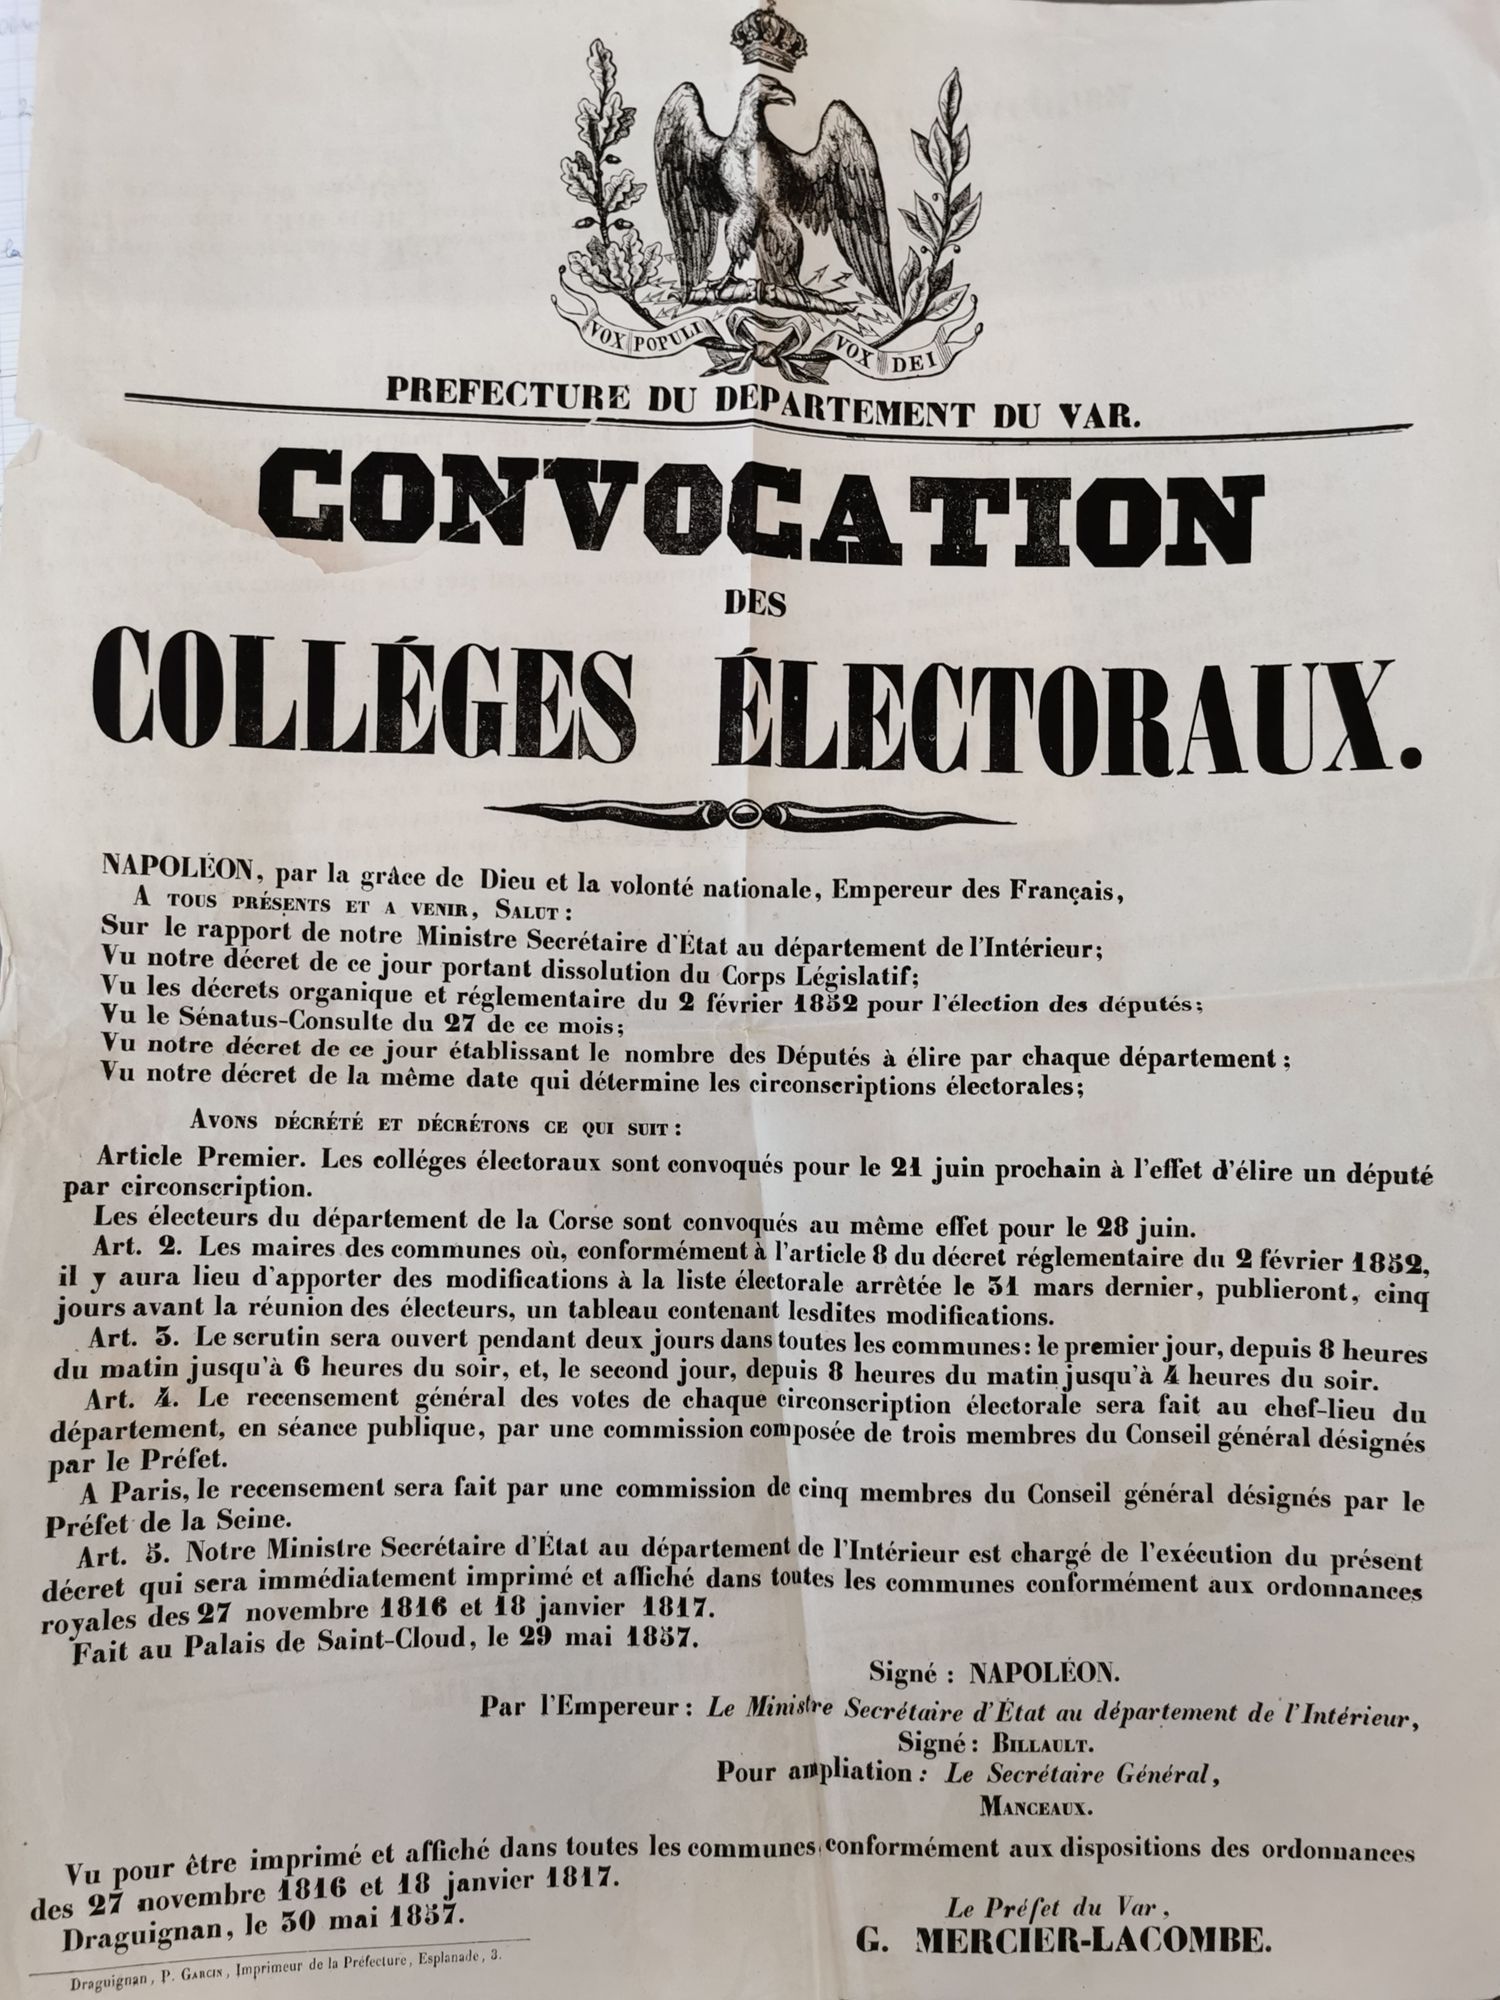 VOX POPULI VOX DEI
PREFECTURE DU DEPARTEMENT DU VAR.
CONVOCATION
DES
COLLÉGES ÉLECTORAUX.
NAPOLÉON, par la grâce de Dieu et la volonté nationale, Empereur des Français,
A TOUS PRÉSENTS ET A VENIR, SALUT :
Sur le rapport de notre Ministre Secrétaire d'État au département de l'Intérieur;
Vu notre décret de ce jour portant dissolution du Corps Législatif;
Vu les décrets organique et réglementaire du 2 février 1852 pour l'élection des députés;
Vu le Sénatus-Consulte du 27 de ce mois;
Vu notre décret de ce jour établissant le nombre des Députés à élire par chaque département ;
Vu notre décret de la même date qui détermine les circonscriptions électorales;
AVONS DÉCRÉTÉ ET DÉCRÉTONS CE QUI SUIT :
Article Premier. Les colléges électoraux sont convoqués pour le 21 juin prochain à l'effet d'élire un député
par circonscription.
Les électeurs du département de la Corse sont convoqués au même effet pour le 28 juin.
Art. 2. Les maires des communes où, conformément à l'article 8 du décret réglementaire du 2 février 1852,
il y aura lieu d'apporter des modifications à la liste électorale arrêtée le 31 mars dernier, publieront, cinq
jours avant la réunion des électeurs, un tableau contenant lesdites modifications.
Art. 3. Le scrutin sera ouvert pendant deux jours dans toutes les communes : le premier jour, depuis 8 heures
du matin jusqu'à 6 heures du soir, et, le second jour, depuis 8 heures du matin jusqu'à 4 heures du soir.
Art. 4. Le recensement général des votes de chaque circonscription électorale sera fait au chef-lieu du
département, en séance publique, par une commission composée de trois membres du Conseil général désignés
par le Préfet.
A Paris, le recensement sera fait par une commission de cinq membres du Conseil général désignés par le
Préfet de la Seine.
Art. 5. Notre Ministre Secrétaire d'État au département de l'Intérieur est chargé de l'exécution du présent
décret qui sera immédiatement imprimé et affiché dans toutes les communes conformément aux ordonnances
royales des 27 novembre 1816 et 18 janvier 1817.
Fait au Palais de Saint-Cloud, le 29 mai 1857.
Signé : NAPOLÉON.
Par l'Empereur : Le Ministre Secrétaire d'État au département de l'Intérieur,
Signé : BILLAULT.
Pour ampliation : Le Secrétaire Général,
MANCEAUX.
Vu pour être imprimé et affiché dans toutes les communes conformément aux dispositions des ordonnances
des 27 novembre 1816 et 18 janvier 1817.
Draguignan, le 30 mai 1857.
Le Préfet du Var,
G. MERCIER-LACOMBE.
Draguignan, P. GARCIN, Imprimeur de la Préfecture, Esplanade, 3.